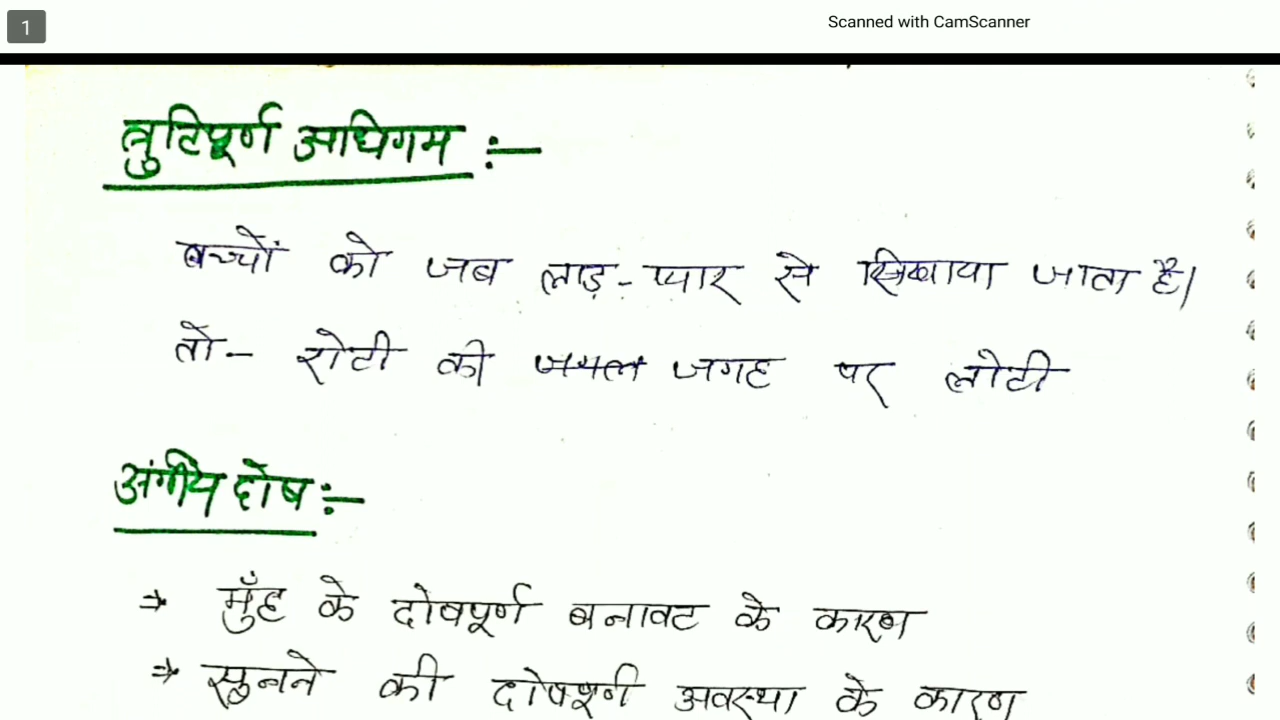 1
Scanned with CamScanner
त्रुटिपूर्ण अधिगम :-
बच्चों को जब लाड़-प्यार से सिखाया जाता है।
तो - रोटी की जगह पर लोटी
अंगीय दोष :-
⇒ मुँह के दोषपूर्ण बनावट के कारण
⇒ सुनने की दोषपूर्ण अवस्था के कारण